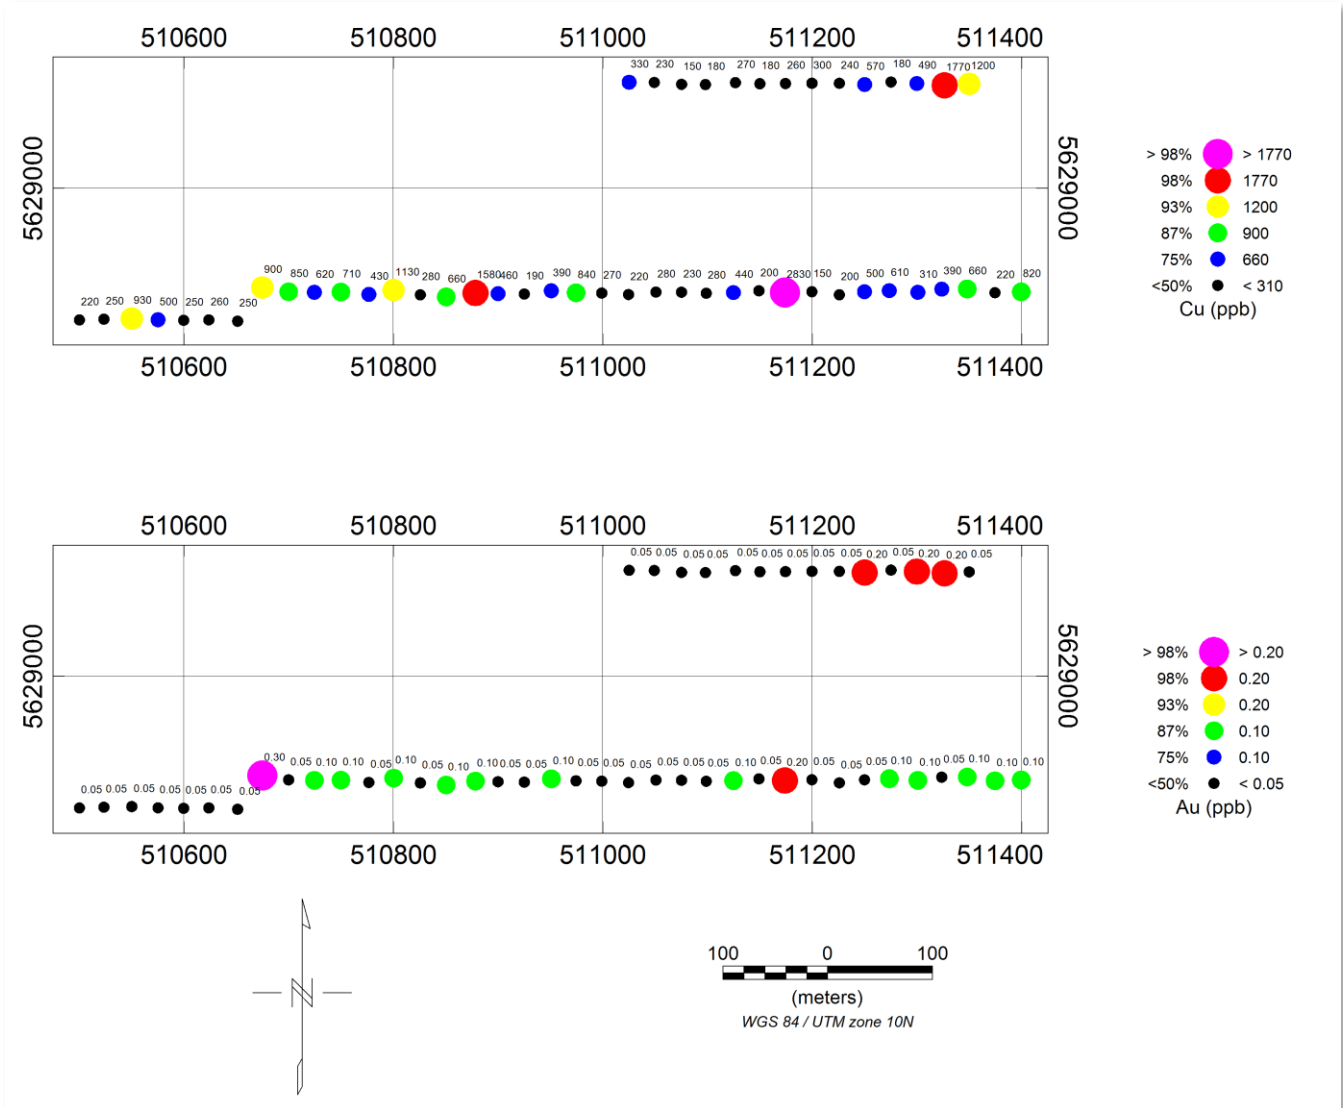 510600 510800 511000 511200 511400
330 230 150 180 270 180 260 300 240 570 180 490 1770 1200
5629000 5629000
900 850 620 710 430 1130 280 660 1580 460 190 390 840 270 220 280 230 280 440 200 2830 150 200 500 610 310 390 660 220 820
220 250 930 500 250 260 250
510600 510800 511000 511200 511400
> 98% > 1770
98% 1770
93% 1200
87% 900
75% 660
<50% < 310
Cu (ppb)
510600 510800 511000 511200 511400
0.05 0.05 0.05 0.05 0.05 0.05 0.05 0.05 0.05 0.20 0.05 0.20 0.20 0.05
5629000 5629000
0.30 0.05 0.10 0.10 0.05 0.10 0.05 0.10 0.10 0.05 0.05 0.10 0.05 0.05 0.05 0.05 0.05 0.05 0.10 0.05 0.20 0.05 0.05 0.05 0.10 0.10 0.05 0.10 0.10 0.10
0.05 0.05 0.05 0.05 0.05 0.05 0.05
510600 510800 511000 511200 511400
> 98% > 0.20
98% 0.20
93% 0.20
87% 0.10
75% 0.10
<50% < 0.05
Au (ppb)
N
100 0 100
(meters)
WGS 84 / UTM zone 10N